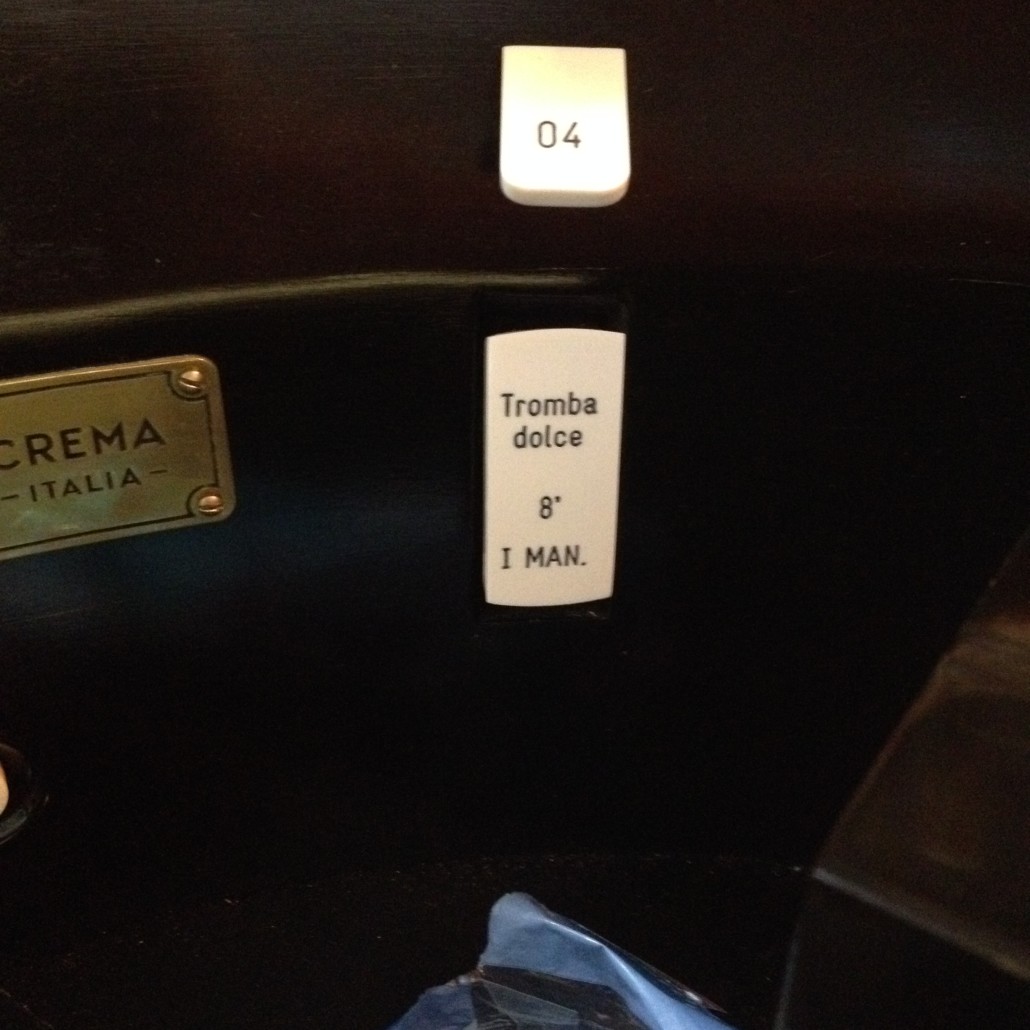 04
CREMA
- ITALIA -
Tromba
dolce
8'
I MAN.